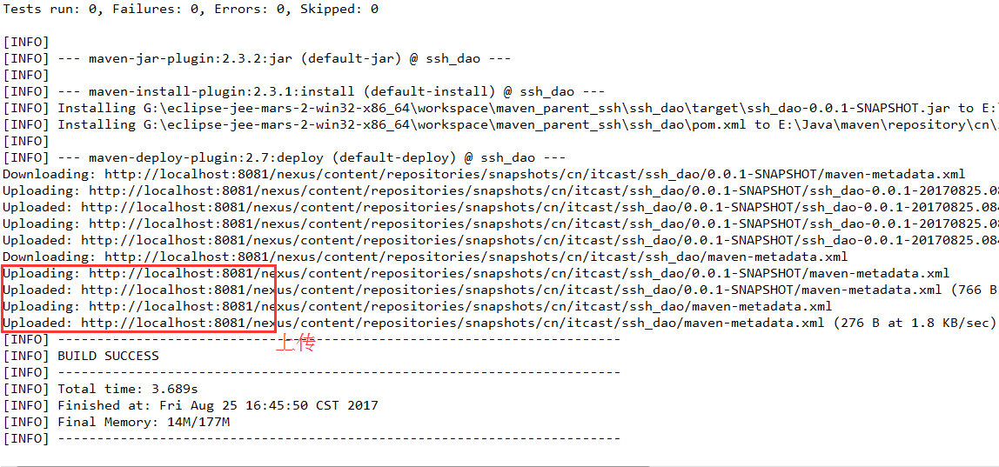 Tests run: 0, Failures: 0, Errors: 0, Skipped: 0
[INFO]
[INFO] --- maven-jar-plugin:2.3.2:jar (default-jar) @ ssh_dao ---
[INFO]
[INFO] --- maven-install-plugin:2.3.1:install (default-install) @ ssh_dao ---
[INFO] Installing G:\eclipse-jee-mars-2-win32-x86_64\workspace\maven_parent_ssh\ssh_dao\target\ssh_dao-0.0.1-SNAPSHOT.jar to E:\
[INFO] Installing G:\eclipse-jee-mars-2-win32-x86_64\workspace\maven_parent_ssh\ssh_dao\pom.xml to E:\Java\maven\repository\cn\
[INFO]
[INFO] --- maven-deploy-plugin:2.7:deploy (default-deploy) @ ssh_dao ---
Downloading: http://localhost:8081/nexus/content/repositories/snapshots/cn/itcast/ssh_dao/0.0.1-SNAPSHOT/maven-metadata.xml
Uploading: http://localhost:8081/nexus/content/repositories/snapshots/cn/itcast/ssh_dao/0.0.1-SNAPSHOT/ssh_dao-0.0.1-20170825.08
Uploaded: http://localhost:8081/nexus/content/repositories/snapshots/cn/itcast/ssh_dao/0.0.1-SNAPSHOT/ssh_dao-0.0.1-20170825.084
Uploading: http://localhost:8081/nexus/content/repositories/snapshots/cn/itcast/ssh_dao/0.0.1-SNAPSHOT/ssh_dao-0.0.1-20170825.08
Uploaded: http://localhost:8081/nexus/content/repositories/snapshots/cn/itcast/ssh_dao/0.0.1-SNAPSHOT/ssh_dao-0.0.1-20170825.084
Downloading: http://localhost:8081/nexus/content/repositories/snapshots/cn/itcast/ssh_dao/maven-metadata.xml
Uploading: http://localhost:8081/nexus/content/repositories/snapshots/cn/itcast/ssh_dao/0.0.1-SNAPSHOT/maven-metadata.xml
Uploaded: http://localhost:8081/nexus/content/repositories/snapshots/cn/itcast/ssh_dao/0.0.1-SNAPSHOT/maven-metadata.xml (766 B
Uploading: http://localhost:8081/nexus/content/repositories/snapshots/cn/itcast/ssh_dao/maven-metadata.xml
Uploaded: http://localhost:8081/nexus/content/repositories/snapshots/cn/itcast/ssh_dao/maven-metadata.xml (276 B at 1.8 KB/sec)
[INFO] ------------------------------------------------------------------------
上传
[INFO] BUILD SUCCESS
[INFO] ------------------------------------------------------------------------
[INFO] Total time: 3.689s
[INFO] Finished at: Fri Aug 25 16:45:50 CST 2017
[INFO] Final Memory: 14M/177M
[INFO] ------------------------------------------------------------------------